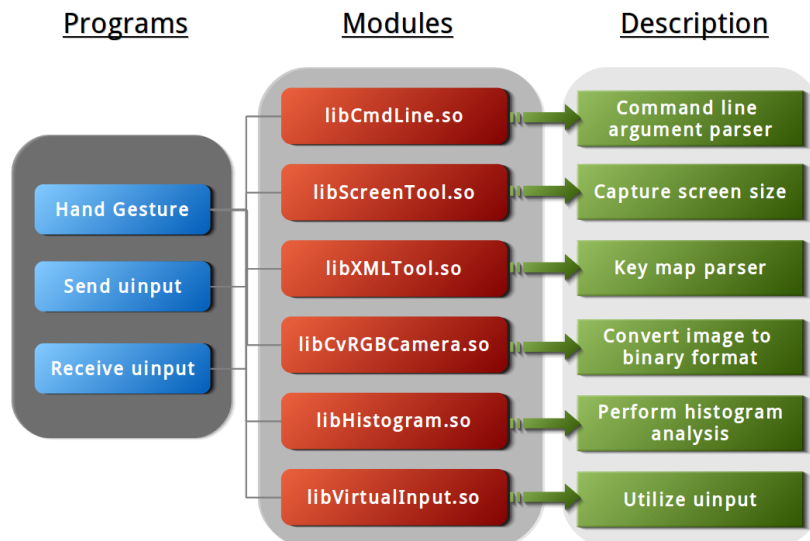 Programs
Modules
Description
Hand Gesture
Send uinput
Receive uinput
libCmdLine.so
libScreenTool.so
libXMLTool.so
libCvRGBCamera.so
libHistogram.so
libVirtualInput.so
Command line
argument parser
Capture screen size
Key map parser
Convert image to
binary format
Perform histogram
analysis
Utilize uinput